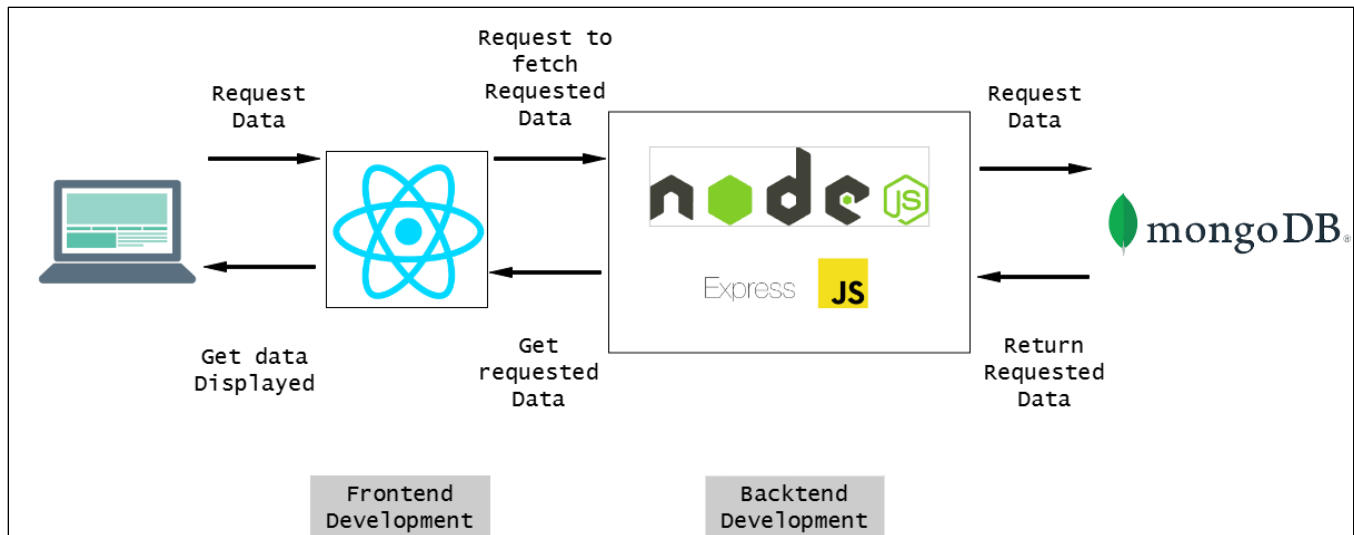 Request to
fetch
Requested
Data
Request
Data
Request
Data
node
JS
Express
JS
mongoDB®
Get data
Displayed
Get
requested
Data
Return
Requested
Data
Frontend
Development
Backtend
Development